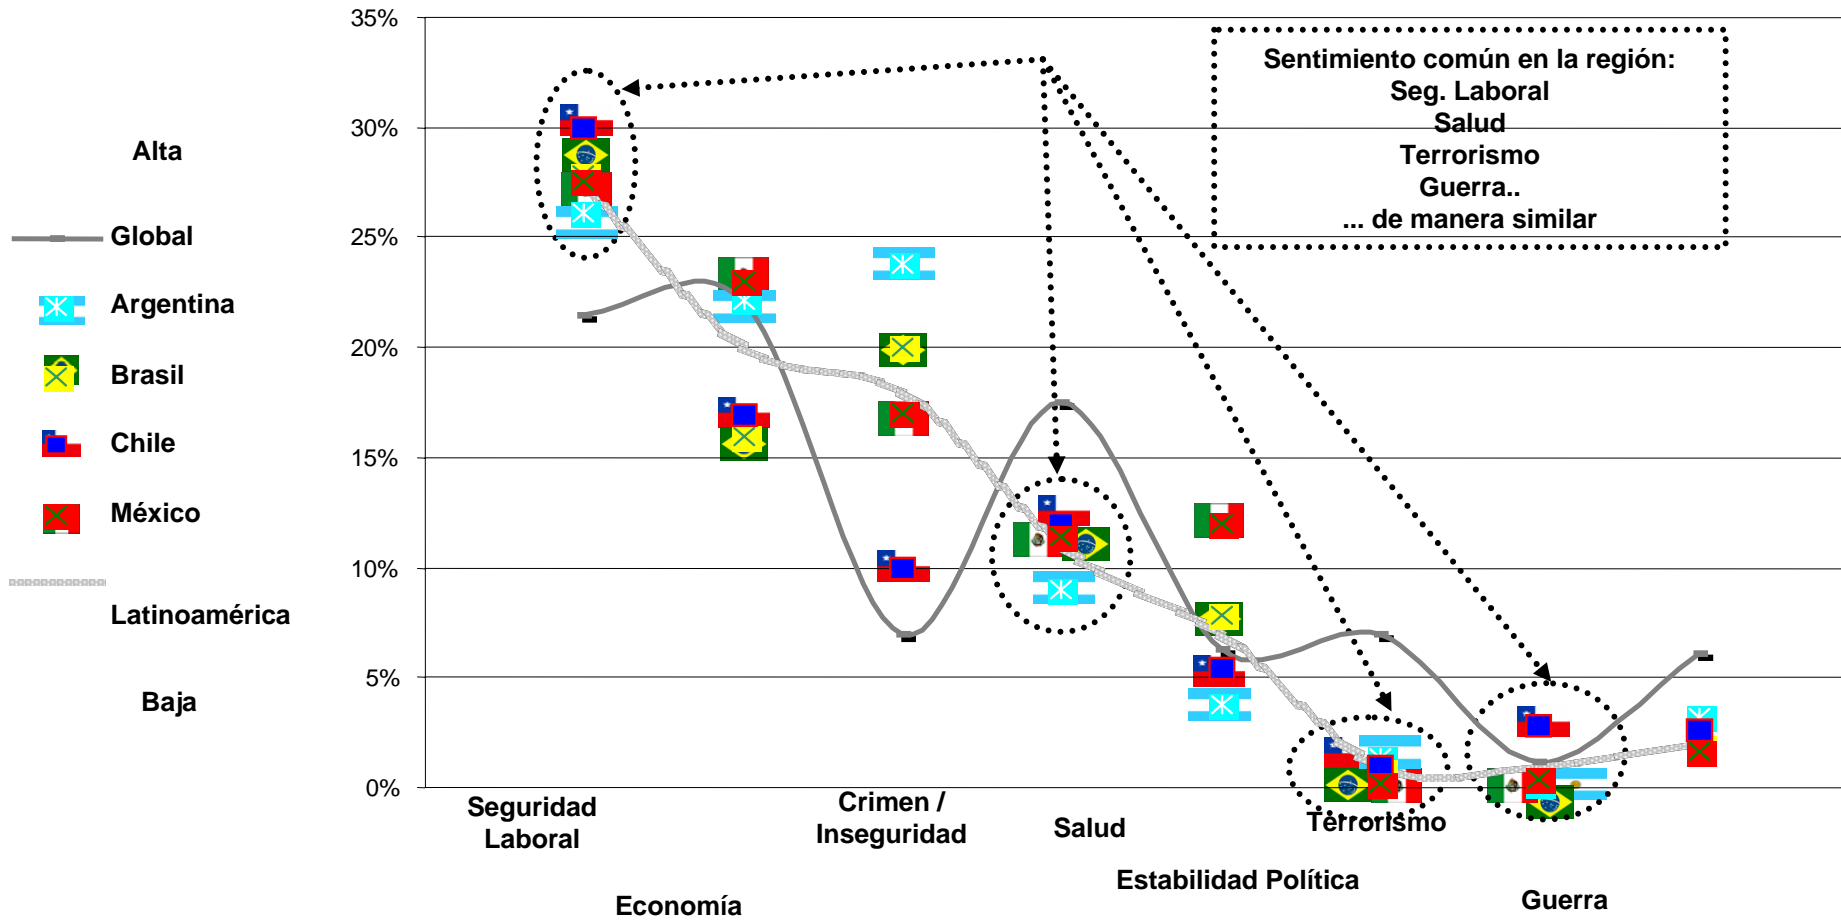 35%
30%
25%
20%
15%
10%
5%
0%
Alta
Global
Argentina
Brasil
Chile
México
Latinoamérica
Baja
Sentimiento común en la región:
Seg. Laboral
Salud
Terrorismo
Guerra..
... de manera similar
Seguridad
Laboral
Economía
Crimen /
Inseguridad
Salud
Estabilidad Política
Terrorismo
Guerra